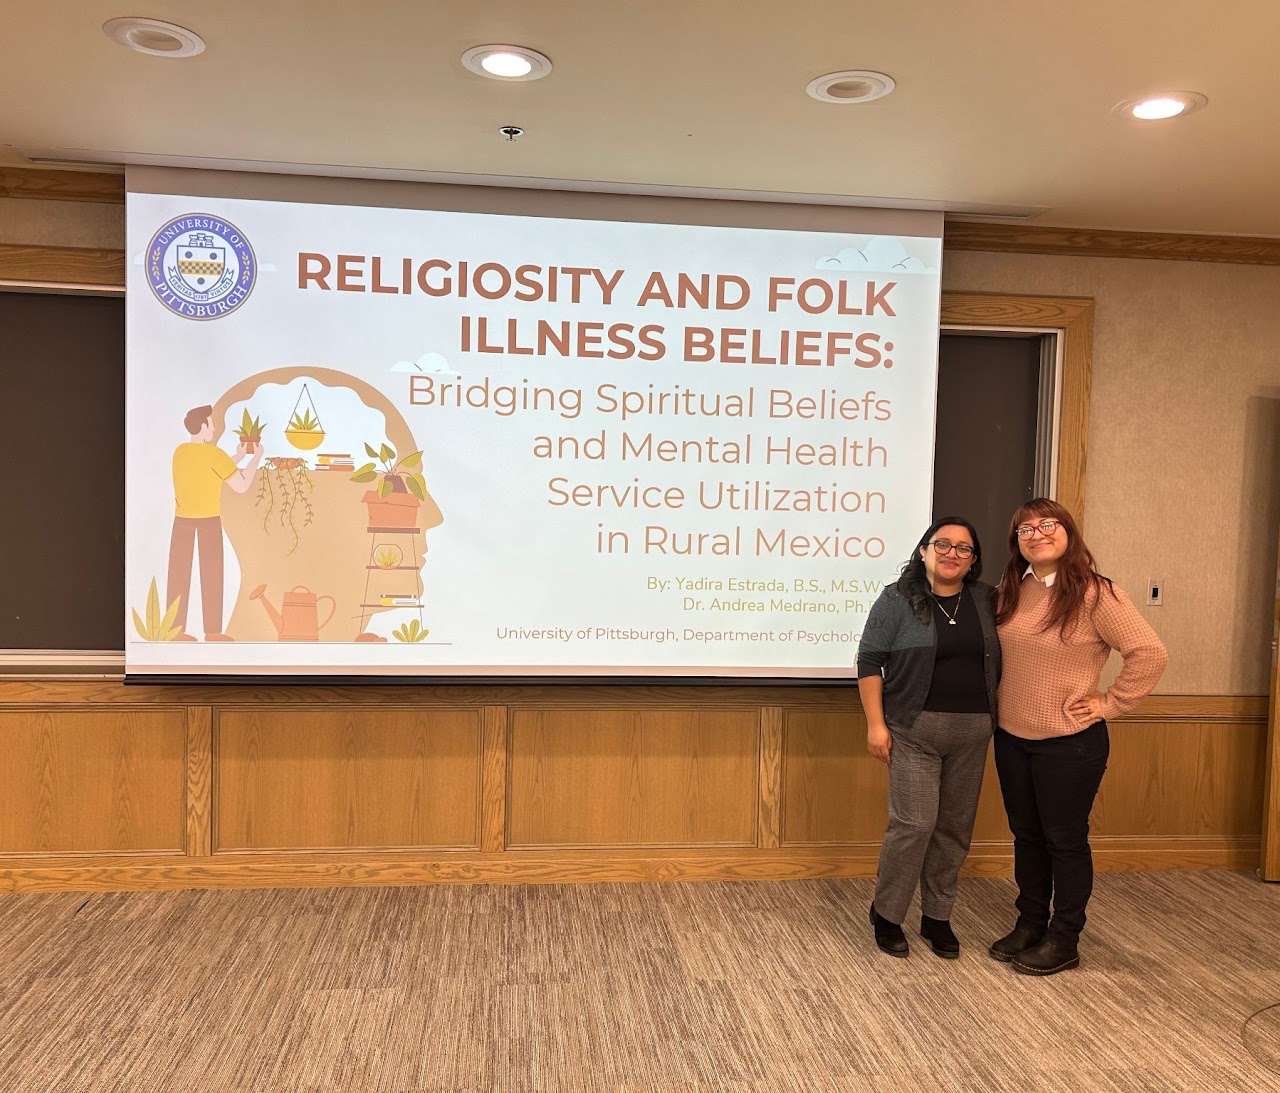 UNIVERSITY OF
PITTSBURGH
RELIGIOSITY AND FOLK
ILLNESS BELIEFS:
Bridging Spiritual Beliefs
and Mental Health
Service Utilization
in Rural Mexico
By: Yadira Estrada, B.S., M.S.W
Dr. Andrea Medrano, Ph.
University of Pittsburgh, Department of Psycholo